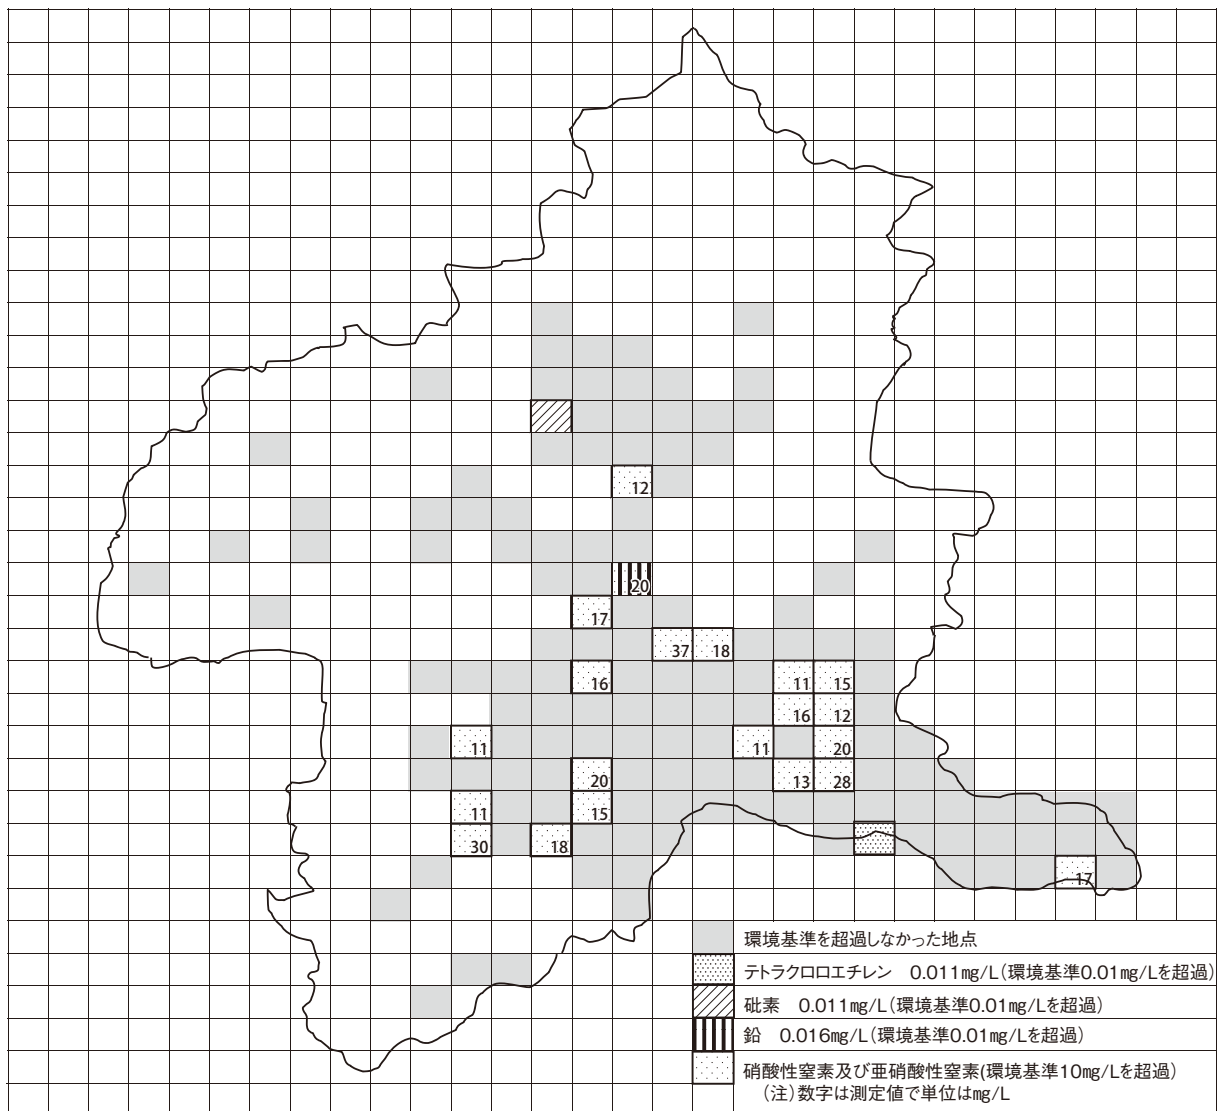 12
20
17
37 18
16 11 15
16 12
11 11 20
20 13 28
11 15
30 18
17
環境基準を超過しなかった地点
テトラクロロエチレン　0.011mg/L（環境基準0.01mg/Lを超過）
砒素　0.011mg/L（環境基準0.01mg/Lを超過）
鉛　0.016mg/L（環境基準0.01mg/Lを超過）
硝酸性窒素及び亜硝酸性窒素(環境基準10mg/Lを超過）
（注）数字は測定値で単位はmg/L